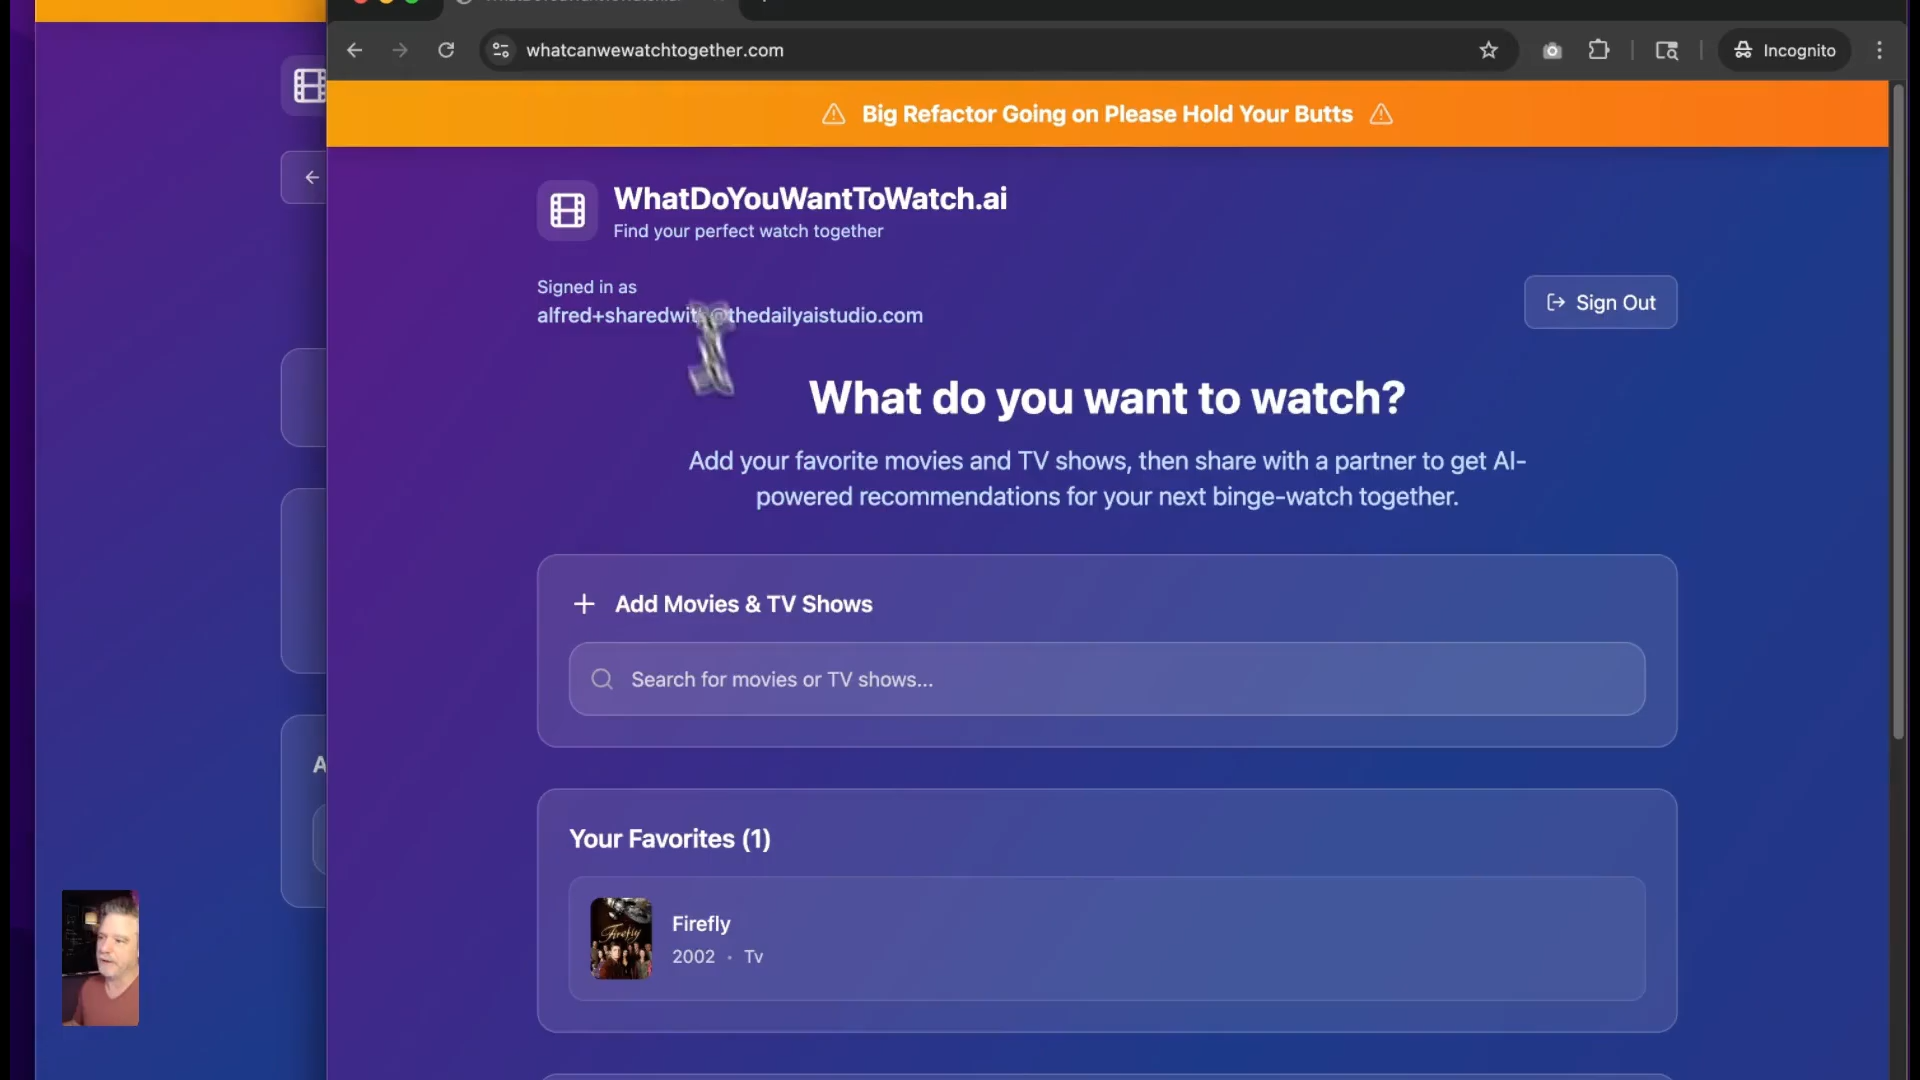 whatcanwewatchtogether.com
Incognito
Big Refactor Going on Please Hold Your Butts
WhatDoYouWantToWatch.ai
Find your perfect watch together
Signed in as
alfred+sharedwith@thedailyaistudio.com
Sign Out
What do you want to watch?
Add your favorite movies and TV shows, then share with a partner to get AI-
powered recommendations for your next binge-watch together.
Add Movies & TV Shows
Search for movies or TV shows...
A
Your Favorites (1)
Firefly
Firefly
2002 · Tv